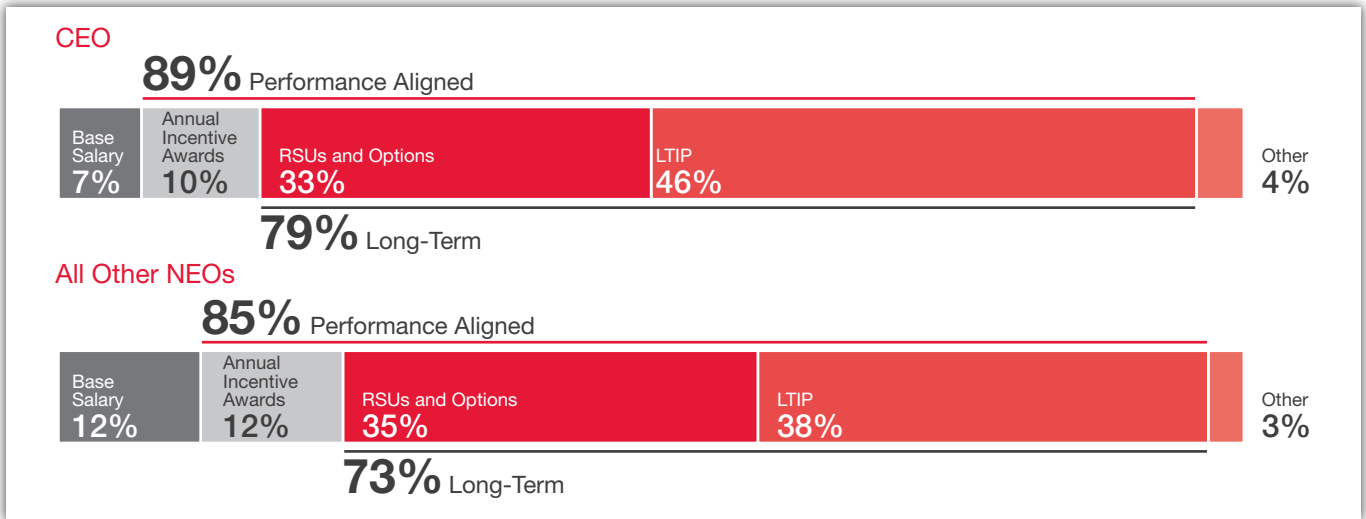 CEO
89% Performance Aligned
Base
Salary
7%
Annual
Incentive
Awards
10%
RSUs and Options
33%
LTIP
46%
Other
4%
79% Long-Term
All Other NEOs
85% Performance Aligned
Base
Salary
12%
Annual
Incentive
Awards
12%
RSUs and Options
35%
LTIP
38%
Other
3%
73% Long-Term